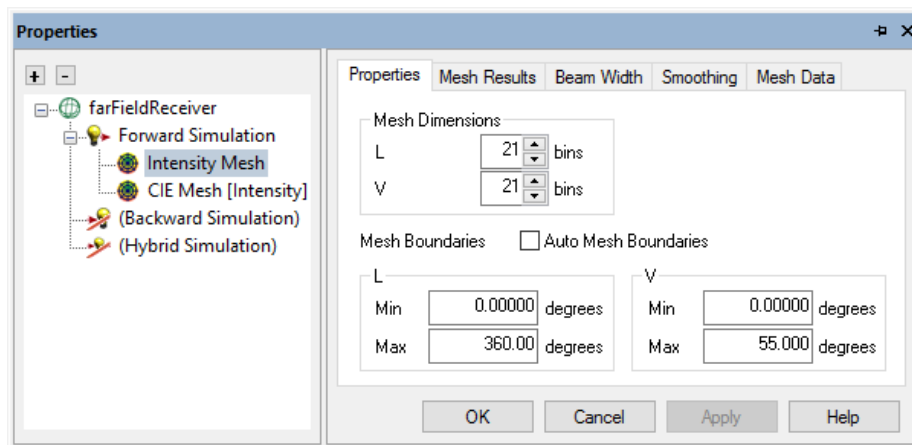 Properties
+ -
farFieldReceiver
Forward Simulation
Intensity Mesh
CIE Mesh [Intensity]
(Backward Simulation)
(Hybrid Simulation)
Properties Mesh Results Beam Width Smoothing Mesh Data
Mesh Dimensions
L 21 bins
V 21 bins
Mesh Boundaries Auto Mesh Boundaries
L V
Min 0.00000 degrees Min 0.00000 degrees
Max 360.00 degrees Max 55.000 degrees
OK Cancel Apply Help